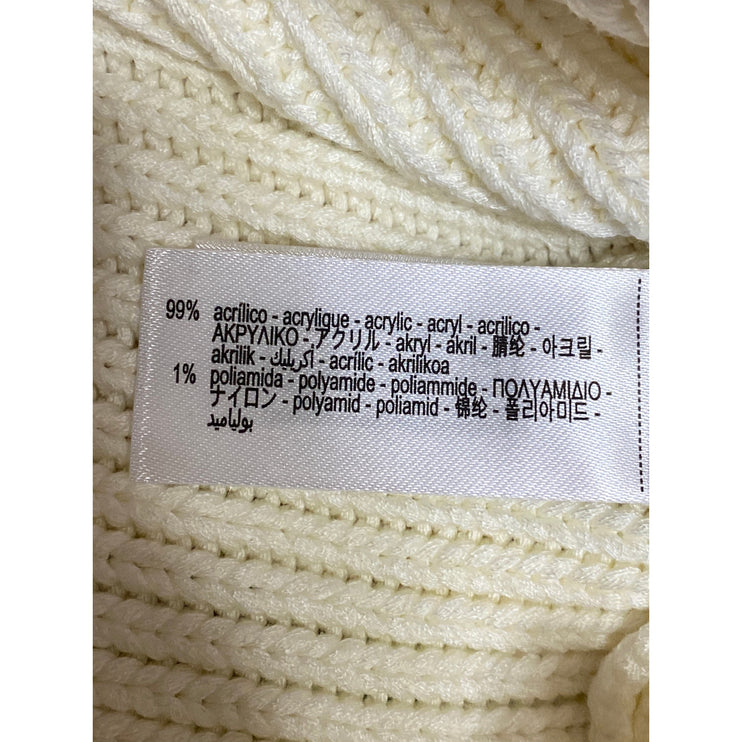 99% acrílico - acrylique - acrylic - acryl - acrilico -
ΑΚΡΥΛΙΚΟ - アクリル - akryl - akril - 腈纶 - 아크릴 -
akrilik - اكريليك - acrílic - akrilikoa
1% poliamida - polyamide - poliammide - ΠΟΛΥΑΜΙΔΙΟ -
ナイロン - polyamid - poliamid - 锦纶 - 폴리아미드 -
بولياميد